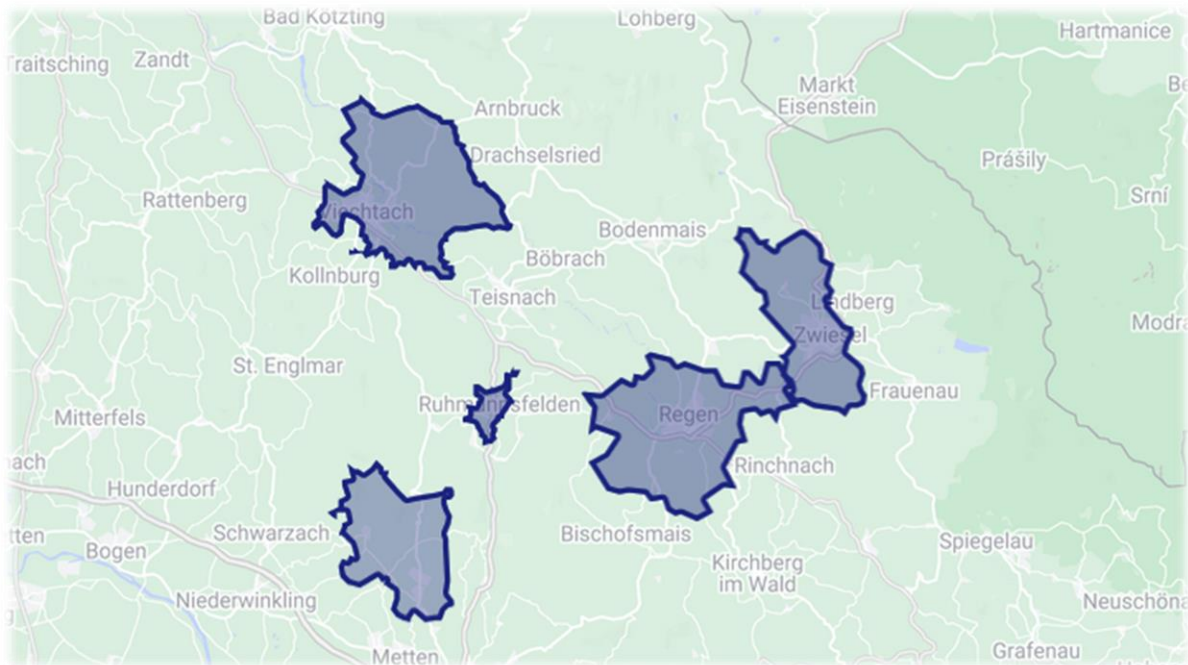 Bad Kötzting
Lohberg
Hartmanice
Traitsching
Zandt
Markt
Eisenstein
Arnbruck
Drachselsried
Prášily
Srní
Rattenberg
Viechtach
Bodenmais
Böbrach
Kollnburg
Teisnach
Lindberg
Zwiesel
St. Englmar
Frauenau
Mitterfels
Ruhmannsfelden
Regen
Rinchnach
Hunderdorf
Schwarzach
Bischofsmais
Bogen
Spiegelau
Kirchberg
im Wald
Niederwinkling
Metten
Grafenau